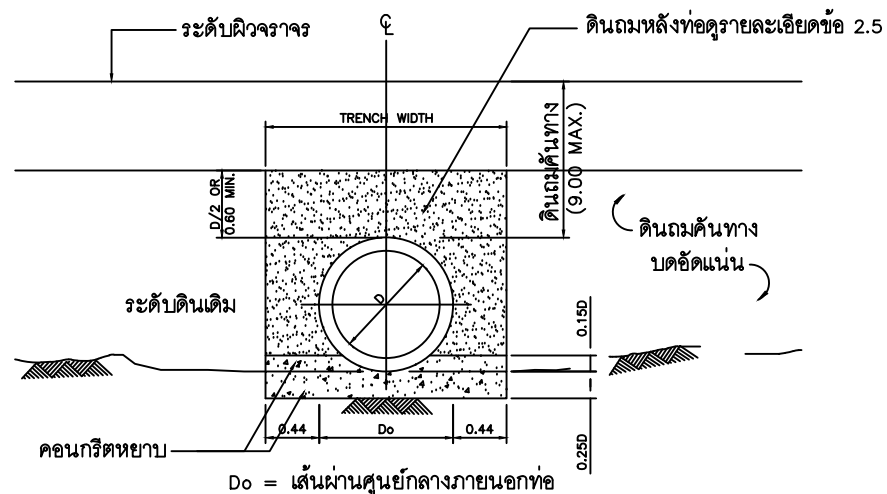 ระดับผิวจราจร
℄
ดินถมหลังท่อดูรายละเอียดข้อ 2.5
TRENCH WIDTH
ดินถมคันทาง
(9.00 MAX.)
D/2 OR
0.60 MIN.
ดินถมคันทาง
บดอัดแน่น
D
ระดับดินเดิม
0.15D
0.44
Do
0.44
0.25D
คอนกรีตหยาบ
Do = เส้นผ่านศูนย์กลางภายนอกท่อ